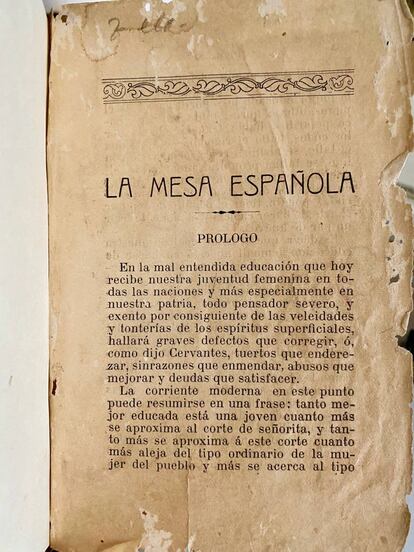 LA MESA ESPAÑOLA
PROLOGO
En la mal entendida educación que hoy
recibe nuestra juventud femenina en to-
das las naciones y más especialmente en
nuestra patria, todo pensador severo, y
exento por consiguiente de las veleidades
y tonterías de los espíritus superficiales,
hallará graves defectos que corregir, ó,
como dijo Cervantes, tuertos que endere-
zar, sinrazones que enmendar, abusos que
mejorar y deudas que satisfacer.
La corriente moderna en este punto
puede resumirse en una frase: tanto me-
jor educada está una joven cuanto más
se aproxima al corte de señorita, y tan-
to más se aproxima á este corte cuanto
más aleja del tipo ordinario de la mu-
jer del pueblo y más se acerca al tipo